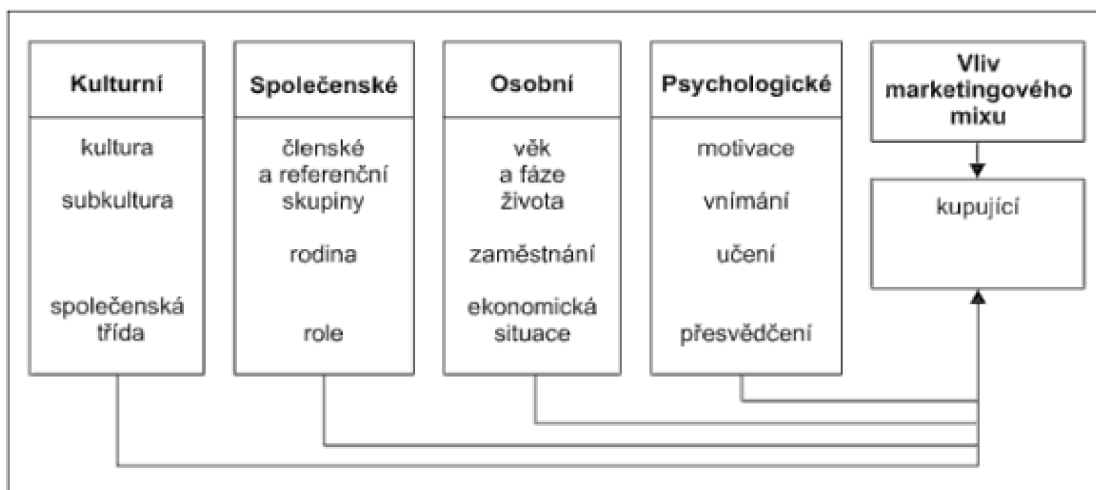 Kulturní
kultura
subkultura
společenská
třída
Společenské
členské
a referenční
skupiny
rodina
role
Osobní
věk
a fáze
života
zaměstnání
ekonomická
situace
Psychologické
motivace
vnímání
učení
přesvědčení
Vliv
marketingového
mixu
kupující